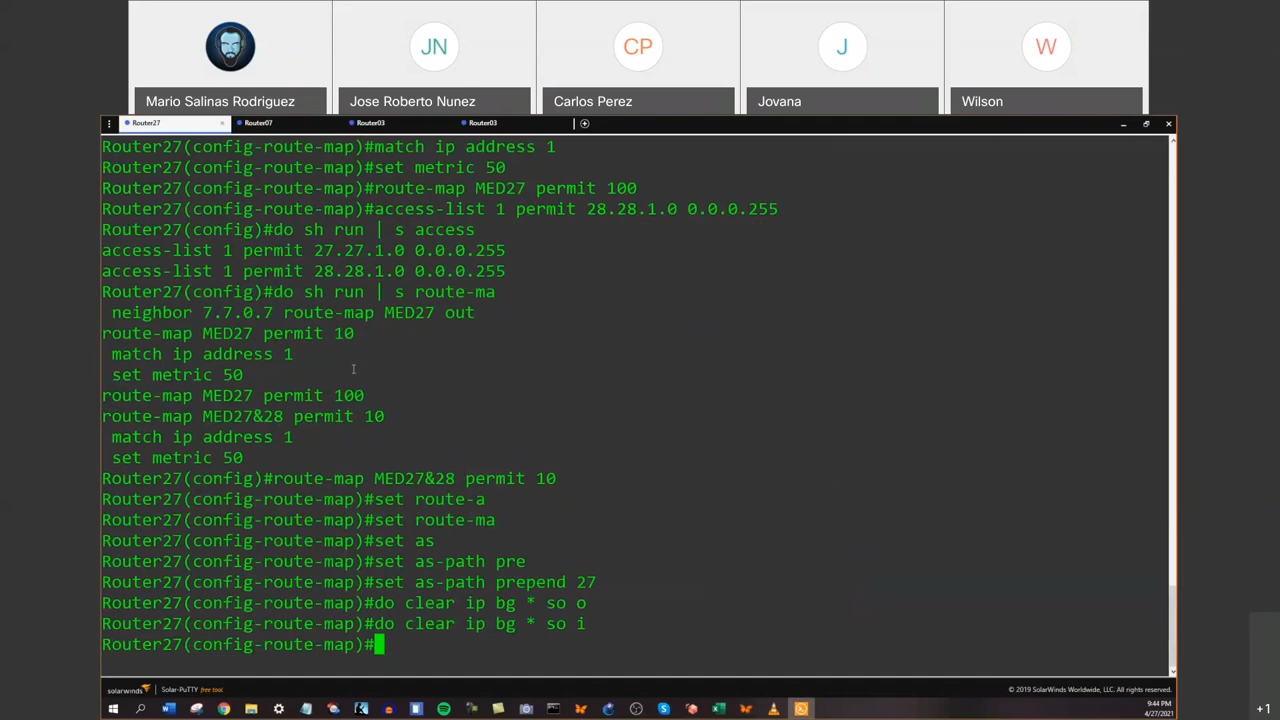 JN
CP
J
W
Mario Salinas Rodriguez
Jose Roberto Nunez
Carlos Perez
Jovana
Wilson
Router27
Router07
Router03
Router03
Router27(config-route-map)#match ip address 1
Router27(config-route-map)#set metric 50
Router27(config-route-map)#route-map MED27 permit 100
Router27(config-route-map)#access-list 1 permit 28.28.1.0 0.0.0.255
Router27(config)#do sh run | s access
access-list 1 permit 27.27.1.0 0.0.0.255
access-list 1 permit 28.28.1.0 0.0.0.255
Router27(config)#do sh run | s route-ma
neighbor 7.7.0.7 route-map MED27 out
route-map MED27 permit 10
match ip address 1
set metric 50
route-map MED27 permit 100
route-map MED27&28 permit 10
match ip address 1
set metric 50
Router27(config)#route-map MED27&28 permit 10
Router27(config-route-map)#set route-a
Router27(config-route-map)#set route-ma
Router27(config-route-map)#set as
Router27(config-route-map)#set as-path pre
Router27(config-route-map)#set as-path prepend 27
Router27(config-route-map)#do clear ip bg * so o
Router27(config-route-map)#do clear ip bg * so i
Router27(config-route-map)#
solarwinds Solar-PuTTY free tool
© 2019 SolarWinds Worldwide, LLC. All rights reserved.
9:44 PM
4/27/2021
+1